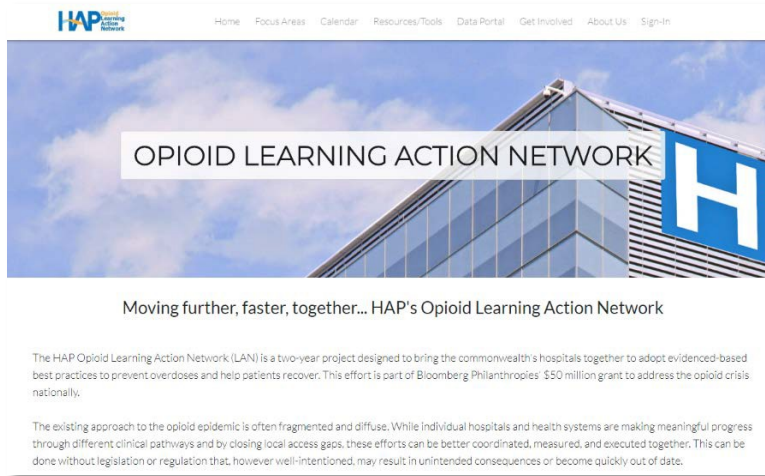 HAP Opioid
Learning
Action
Network
Home Focus Areas Calendar Resources/Tools Data Portal Get Involved About Us Sign-In
OPIOID LEARNING ACTION NETWORK
H
Moving further, faster, together... HAP's Opioid Learning Action Network
The HAP Opioid Learning Action Network (LAN) is a two-year project designed to bring the commonwealth's hospitals together to adopt evidenced-based
best practices to prevent overdoses and help patients recover. This effort is part of Bloomberg Philanthropies' $50 million grant to address the opioid crisis
nationally.
The existing approach to the opioid epidemic is often fragmented and diffuse. While individual hospitals and health systems are making meaningful progress
through different clinical pathways and by closing local access gaps, these efforts can be better coordinated, measured, and executed together. This can be
done without legislation or regulation that, however well-intentioned, may result in unintended consequences or become quickly out of date.